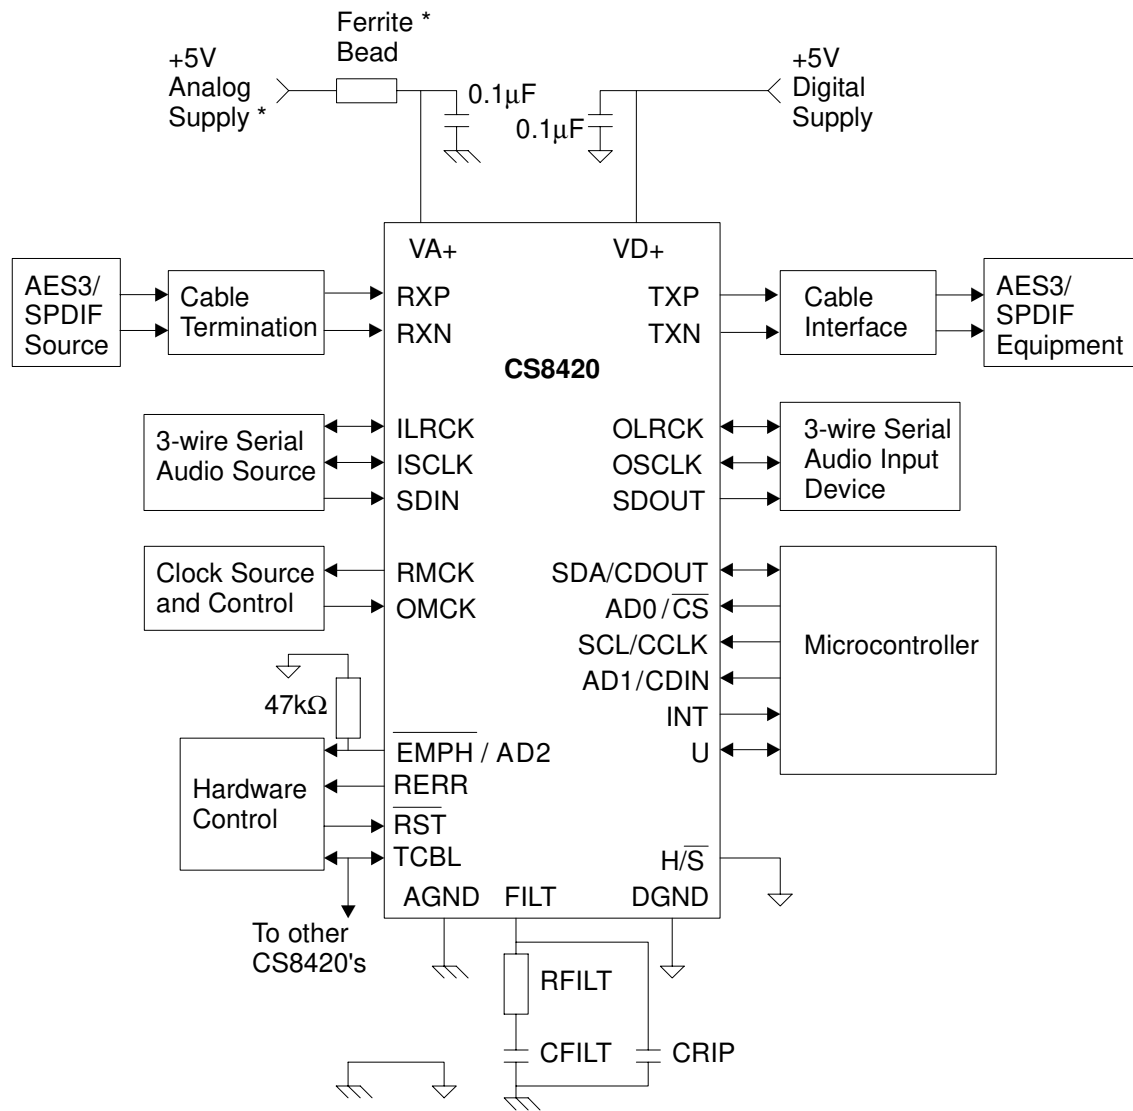 Ferrite *
Bead
+5V
Analog
Supply *
0.1µF
0.1µF
+5V
Digital
Supply
VA+
VD+
AES3/
SPDIF
Source
Cable
Termination
RXP
RXN
TXP
TXN
Cable
Interface
AES3/
SPDIF
Equipment
CS8420
3-wire Serial
Audio Source
ILRCK
ISCLK
SDIN
OLRCK
OSCLK
SDOUT
3-wire Serial
Audio Input
Device
Clock Source
and Control
RMCK
OMCK
SDA/CDOUT
AD0/C̅S̅
SCL/CCLK
AD1/CDIN
INT
U
Microcontroller
47kΩ
Hardware
Control
E̅M̅P̅H̅ / AD2
RERR
R̅S̅T̅
TCBL
H/S̅
AGND
FILT
DGND
To other
CS8420's
RFILT
CFILT
CRIP